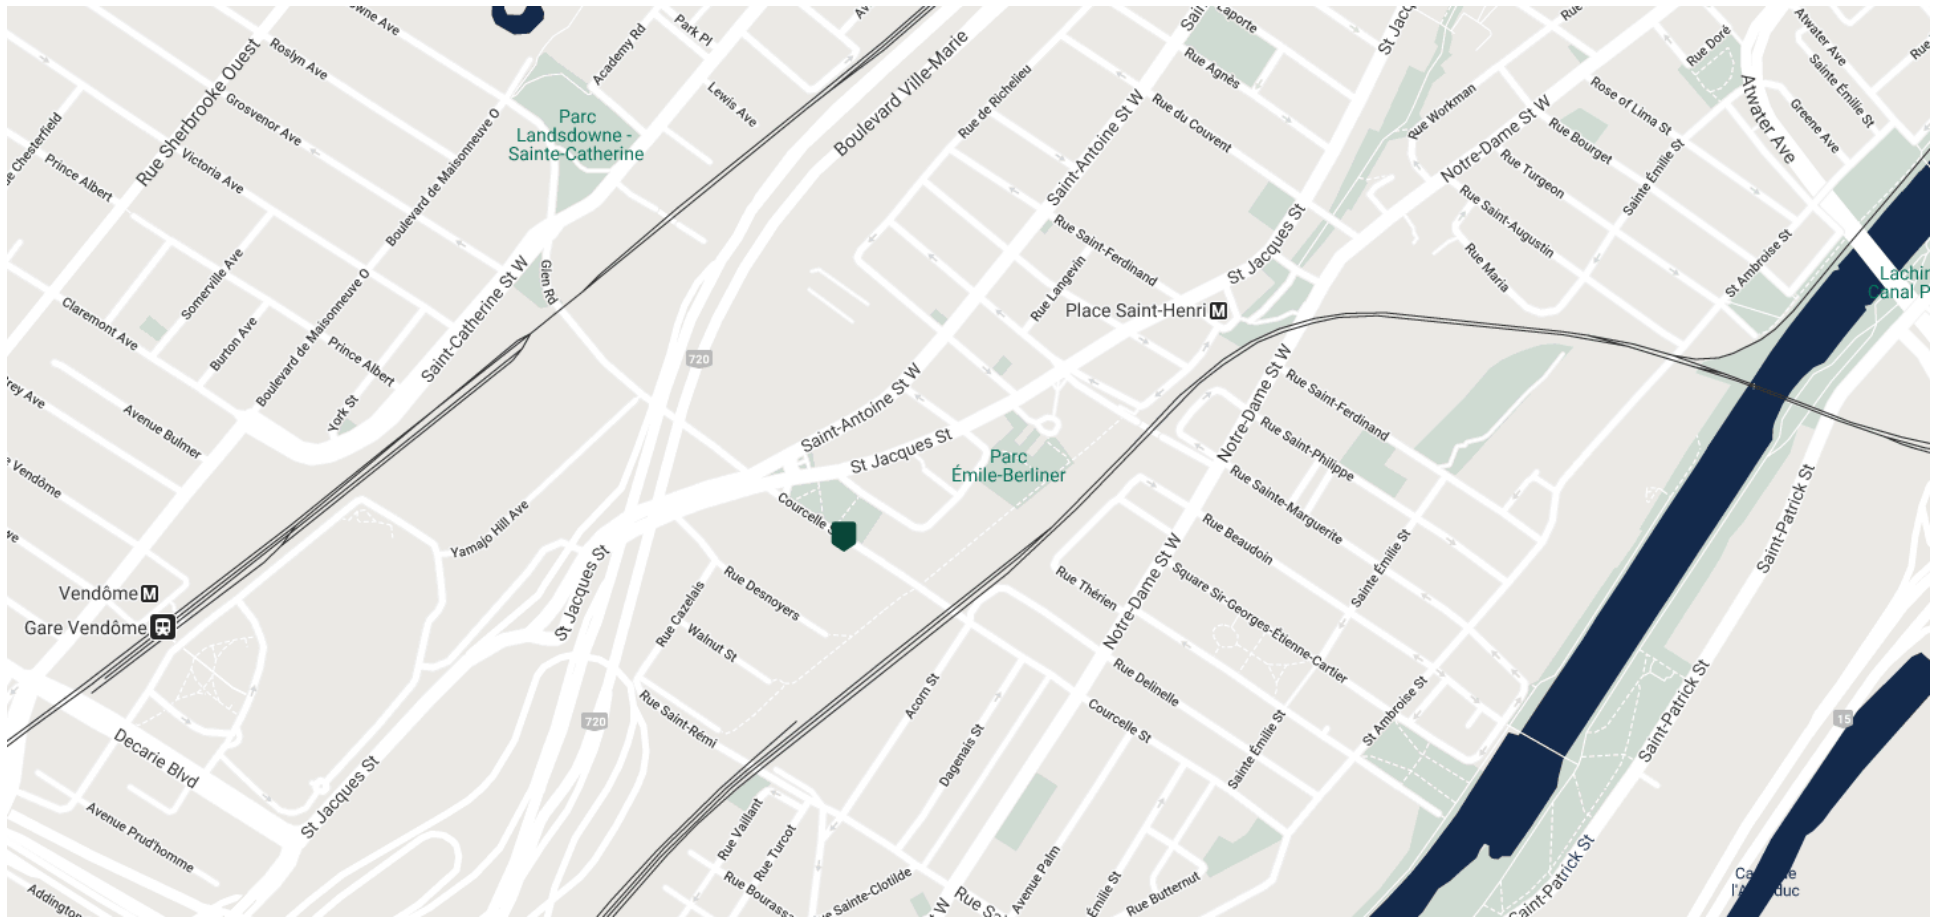 Rue Sherbrooke Ouest
Roslyn Ave
Grosvenor Ave
Victoria Ave
Prince Albert
Boulevard de Maisonneuve O
Academy Rd
Park Pl
Lewis Ave
Parc
Landsdowne -
Sainte-Catherine
Boulevard Ville-Marie
Rue de Richelieu
Saint-Antoine St W
Rue Agnès
Rue du Couvent
Rue Workman
Notre-Dame St W
Rue Doré
Atwater Ave
Atwater Ave
Sainte Émilie St
Greene Ave
Rose of Lima St
Rue Bourget
Rue Turgeon
Sainte Émilie St
Rue Saint-Augustin
Rue Maria
St Ambroise St
St Jacques St
Rue Saint-Ferdinand
Rue Langevin
Place Saint-Henri M
Glen Rd
Somerville Ave
Claremont Ave
Burton Ave
Boulevard de Maisonneuve O
Prince Albert
Saint-Catherine St W
York St
Avenue Bulmer
720
Saint-Antoine St W
St Jacques St
Parc
Émile-Berliner
Notre-Dame St W
Rue Saint-Ferdinand
Rue Saint-Philippe
Rue Sainte-Marguerite
Rue Beaudoin
Square Sir-Georges-Étienne-Cartier
Sainte Émilie St
Saint-Patrick St
Yamajo Hill Ave
Courcelle
Vendôme M
Gare Vendôme
St Jacques St
Rue Cazelais
Rue Desnoyers
Walnut St
Rue Thérien
Notre-Dame St W
Rue Delinelle
Courcelle St
Acorn St
Dagenais St
Rue Saint-Rémi
720
St Ambroise St
Sainte Émilie St
Saint-Patrick St
15
Decarie Blvd
St Jacques St
Avenue Prud'homme
Rue Vaillant
Rue Turcot
Avenue Palm
Rue Butternut
Saint-Patrick St
Addington